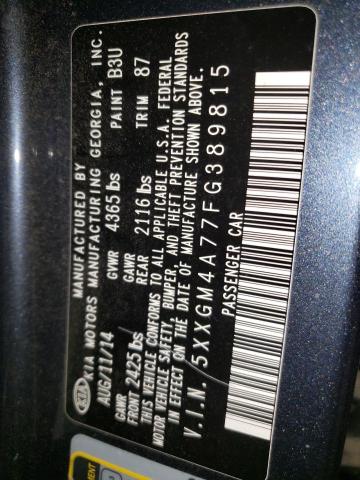 MANUFACTURED BY
KIA KIA MOTORS MANUFACTURING GEORGIA, INC.
AUG/11/14 GVWR 4365 lbs PAINT B3U
GAWR FRONT 2425 lbs GAWR REAR 2116 lbs TRIM 87
THIS VEHICLE CONFORMS TO ALL APPLICABLE U.S.A. FEDERAL
MOTOR VEHICLE SAFETY, BUMPER, AND THEFT PREVENTION STANDARDS
IN EFFECT ON THE DATE OF MANUFACTURE SHOWN ABOVE.
V.I.N. 5XXGM4A77FG389815
PASSENGER CAR